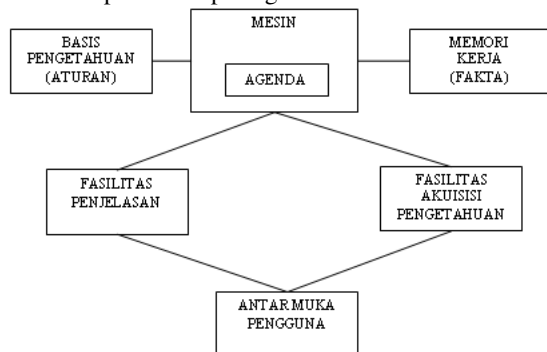 MESIN
BASIS
PENGETAHUAN
(ATURAN)
AGENDA
MEMORI
KERJA
(FAKTA)
FASILITAS
PENJELASAN
FASILITAS
AKUISISI
PENGETAHUAN
ANTAR MUKA
PENGGUNA